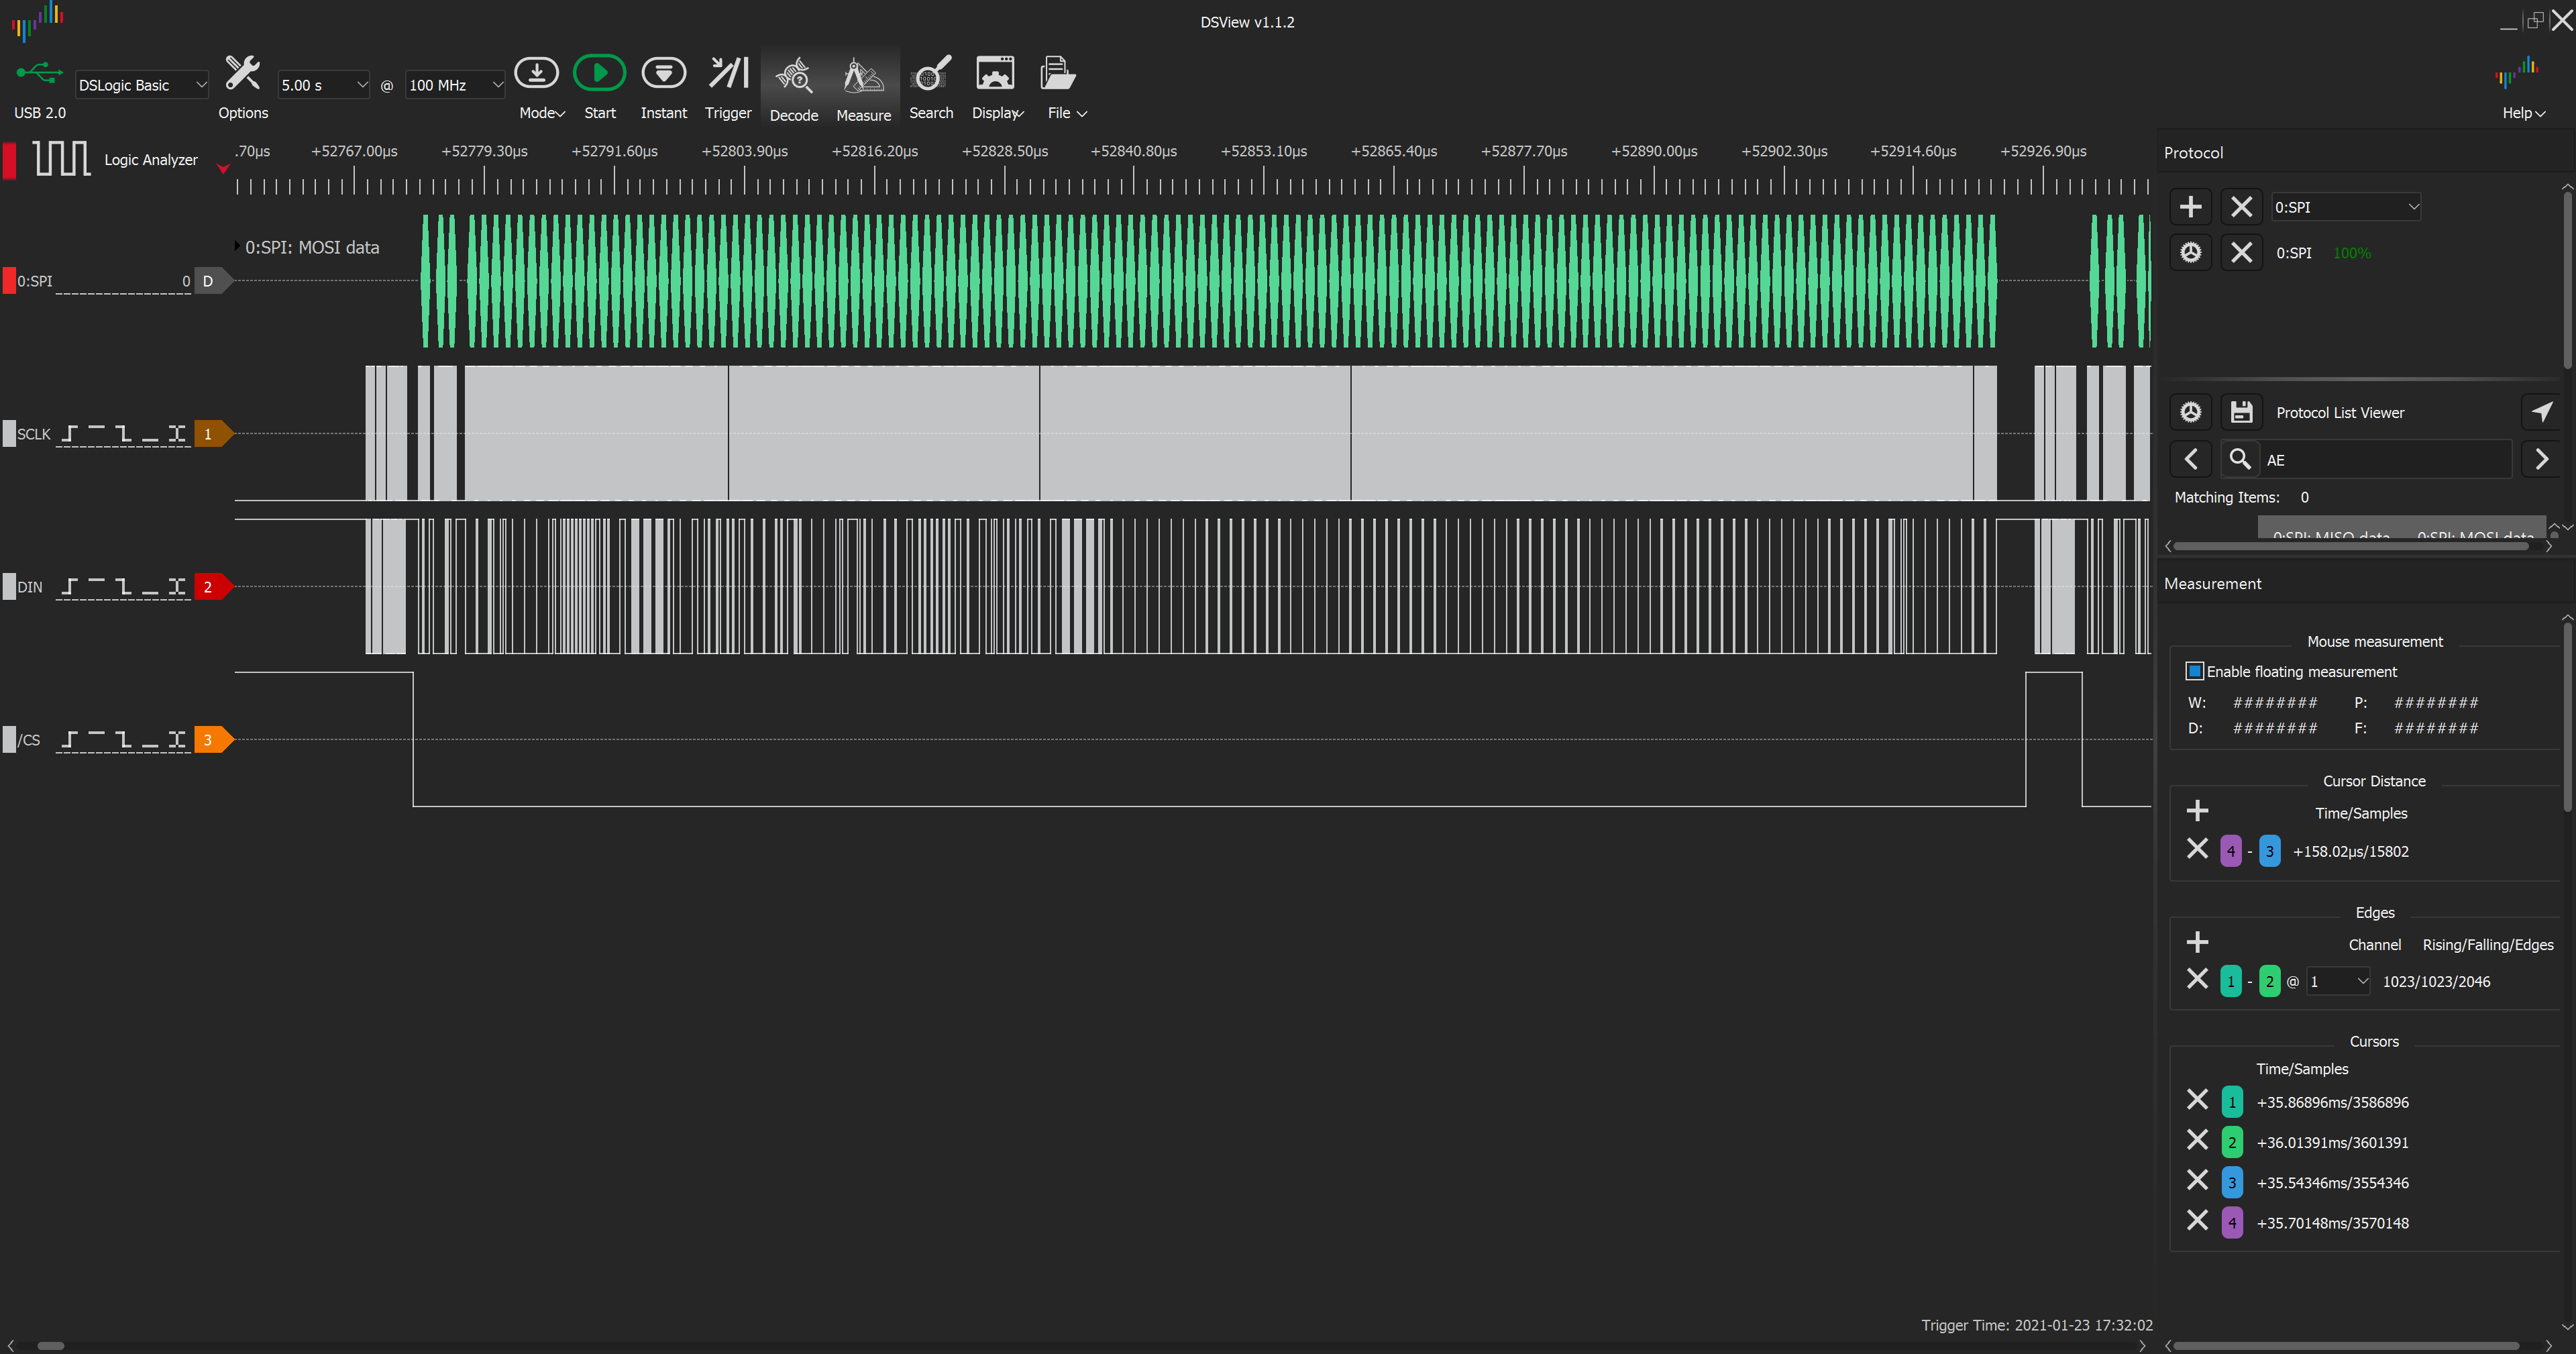 DSView v1.1.2
USB 2.0
DSLogic Basic
Options
5.00 s @ 100 MHz
Mode
Start
Instant
Trigger
Decode
Measure
Search
Display
File
Help
Logic Analyzer
.70µs +52767.00µs +52779.30µs +52791.60µs +52803.90µs +52816.20µs +52828.50µs +52840.80µs +52853.10µs +52865.40µs +52877.70µs +52890.00µs +52902.30µs +52914.60µs +52926.90µs
0:SPI: MOSI data
0:SPI 0 D
SCLK 1
DIN 2
/CS 3
Trigger Time: 2021-01-23 17:32:02
Protocol
0:SPI
0:SPI 100%
Protocol List Viewer
AE
Matching Items: 0
0:SPI: MISO data 0:SPI: MOSI data
Measurement
Mouse measurement
Enable floating measurement
W: ######## P: ########
D: ######## F: ########
Cursor Distance
Time/Samples
4 - 3 +158.02µs/15802
Edges
Channel Rising/Falling/Edges
1 - 2 @ 1 1023/1023/2046
Cursors
Time/Samples
1 +35.86896ms/3586896
2 +36.01391ms/3601391
3 +35.54346ms/3554346
4 +35.70148ms/3570148